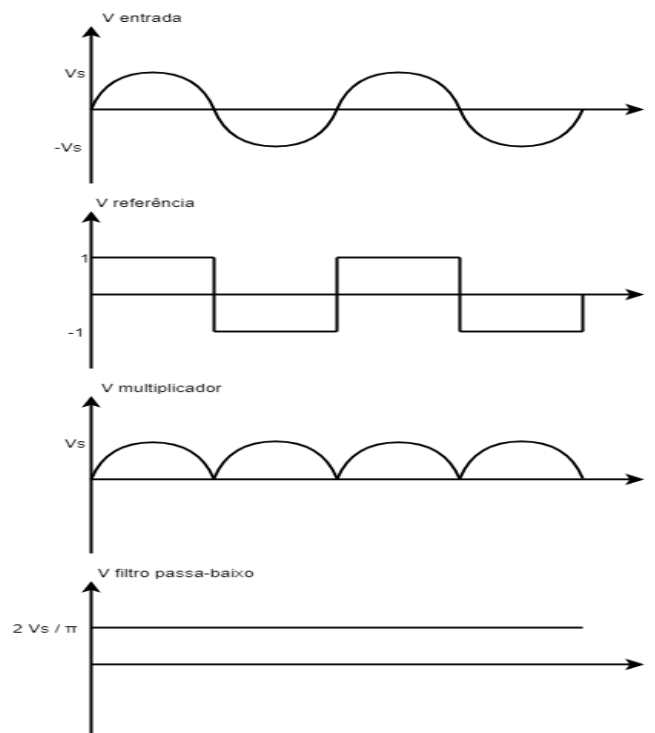 V entrada
Vs
-Vs
V referência
1
-1
V multiplicador
Vs
V filtro passa-baixo
2 Vs / π